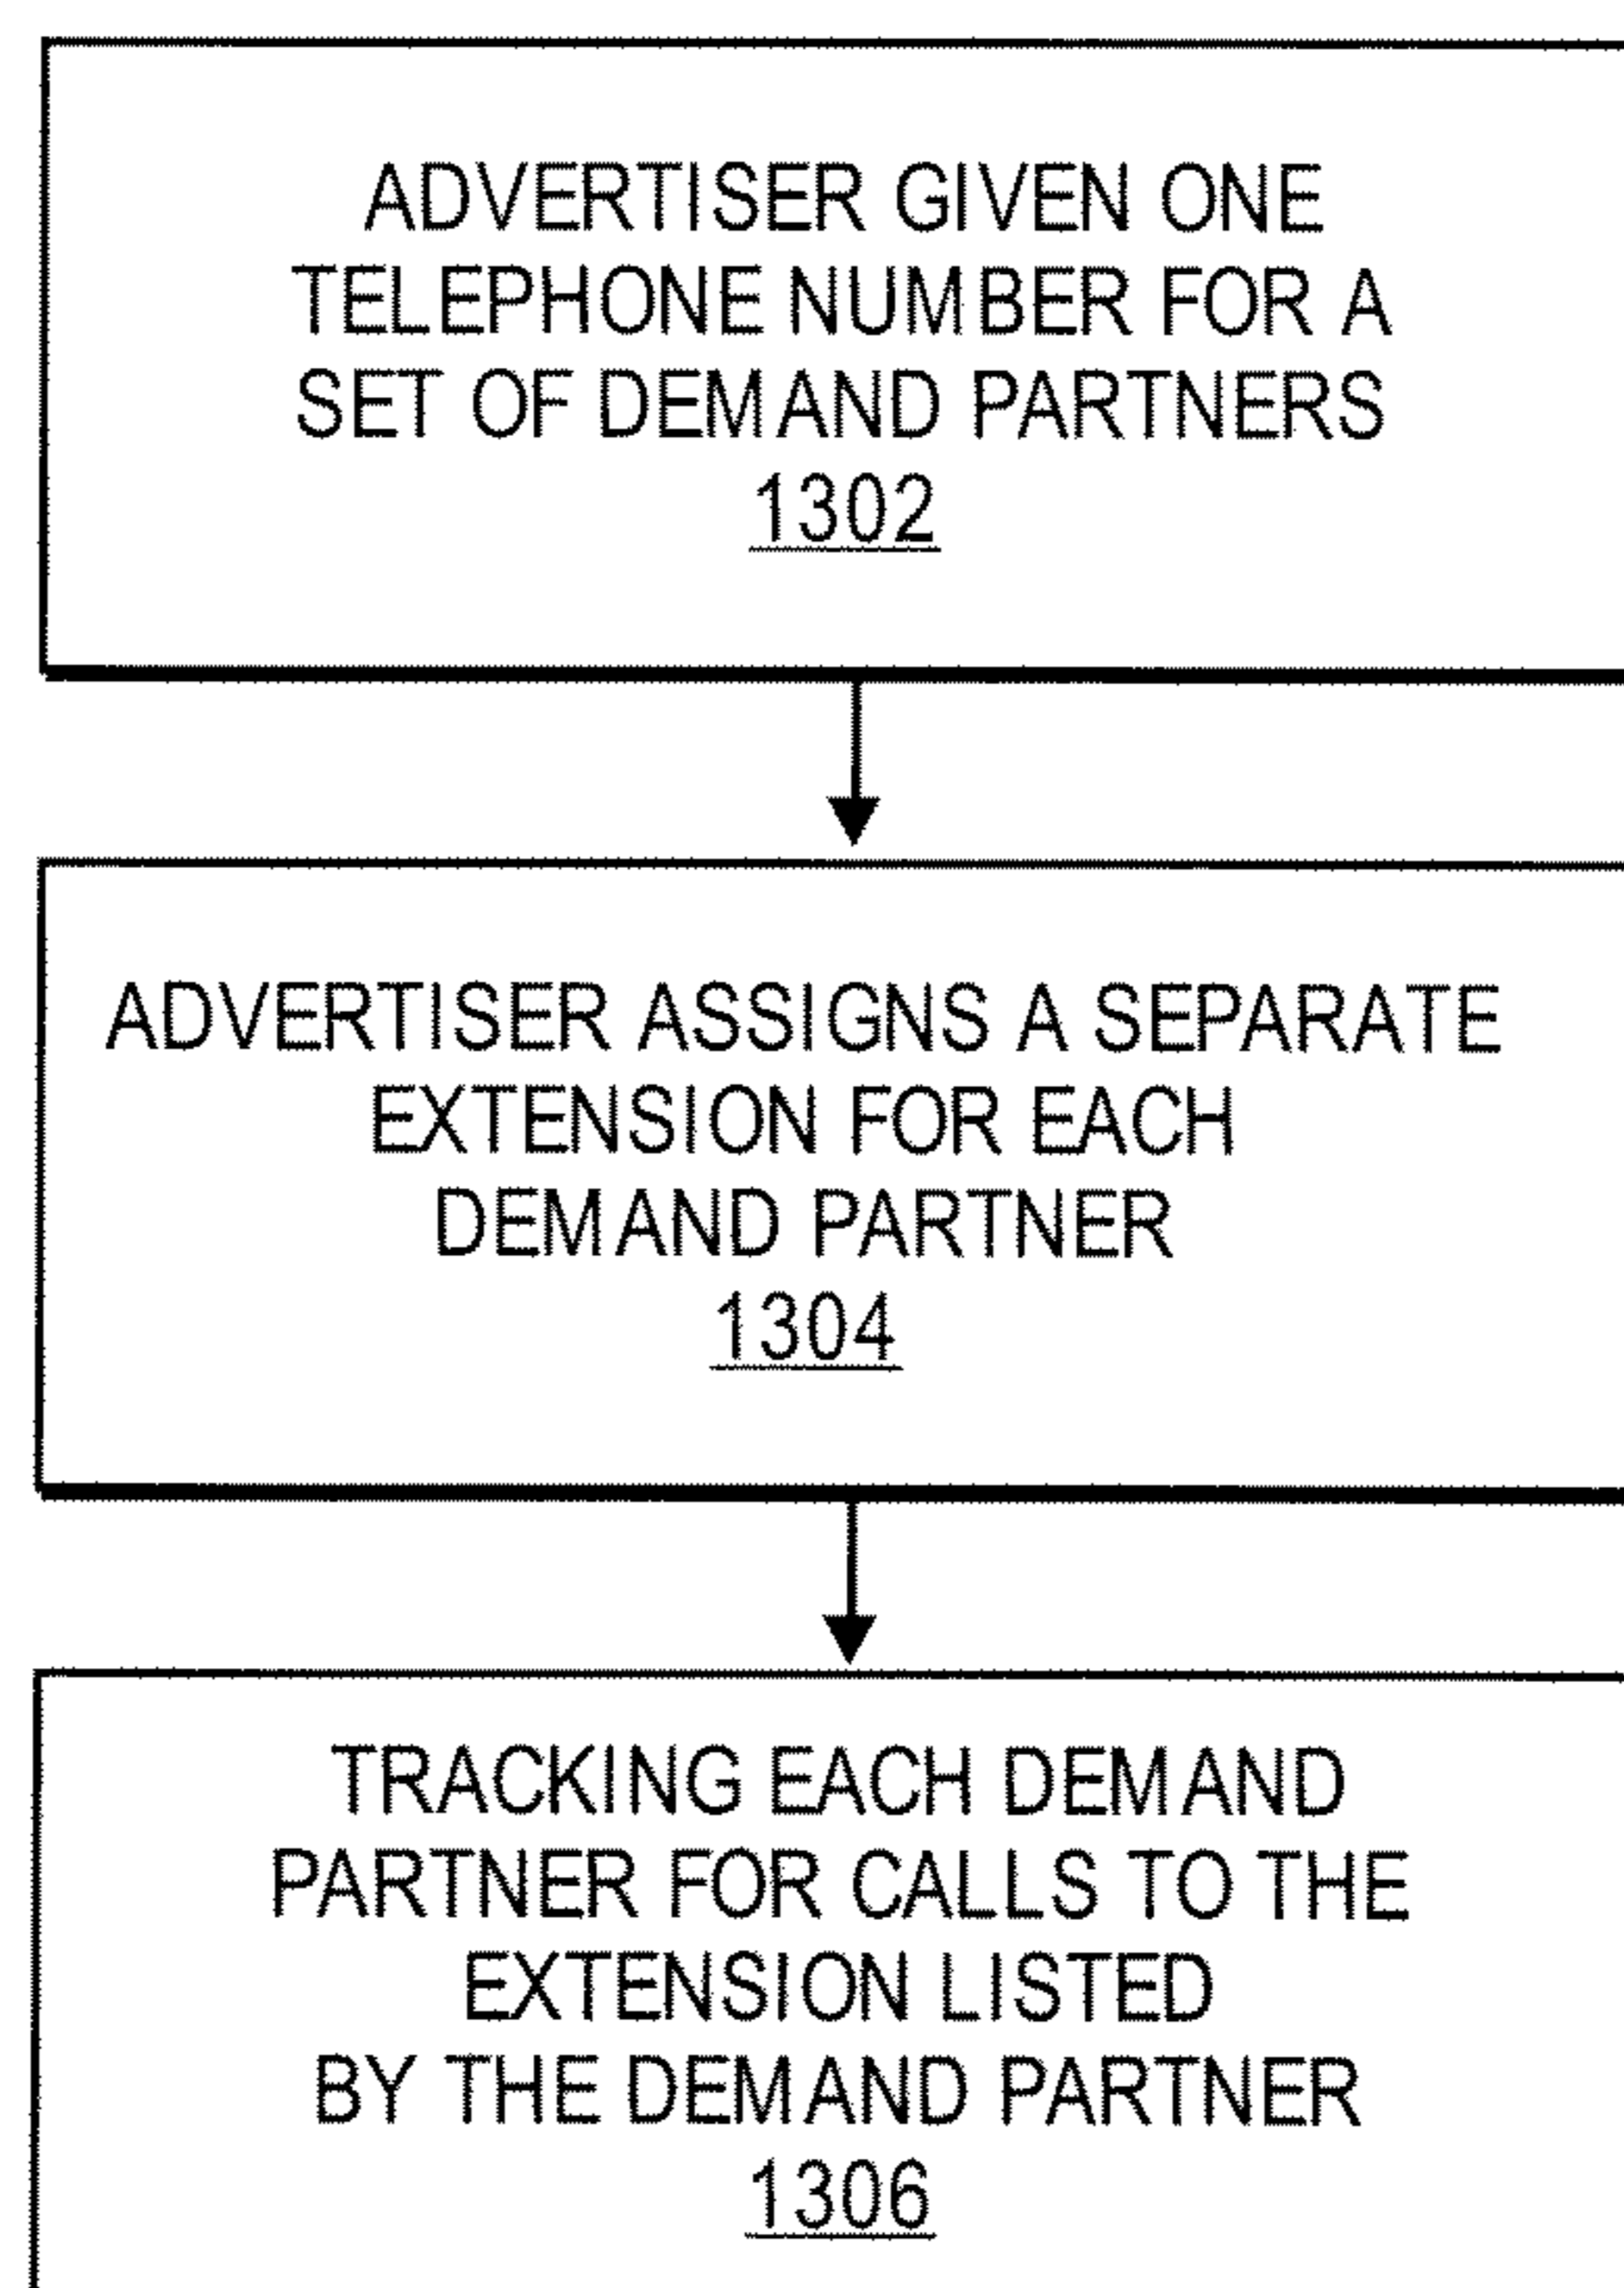 ADVERTISER GIVEN ONE
TELEPHONE NUMBER FOR A
SET OF DEMAND PARTNERS
1302
ADVERTISER ASSIGNS A SEPARATE
EXTENSION FOR EACH
DEMAND PARTNER
1304
TRACKING EACH DEMAND
PARTNER FOR CALLS TO THE
EXTENSION LISTED
BY THE DEMAND PARTNER
1306